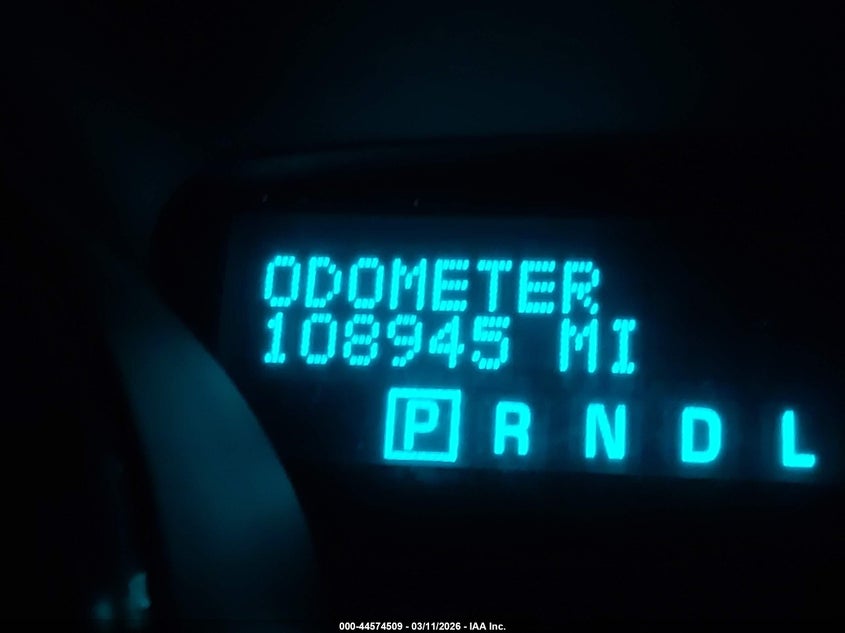 ODOMETER
108945 MI
P R N D L
000-44574509 - 03/11/2026 - IAA Inc.